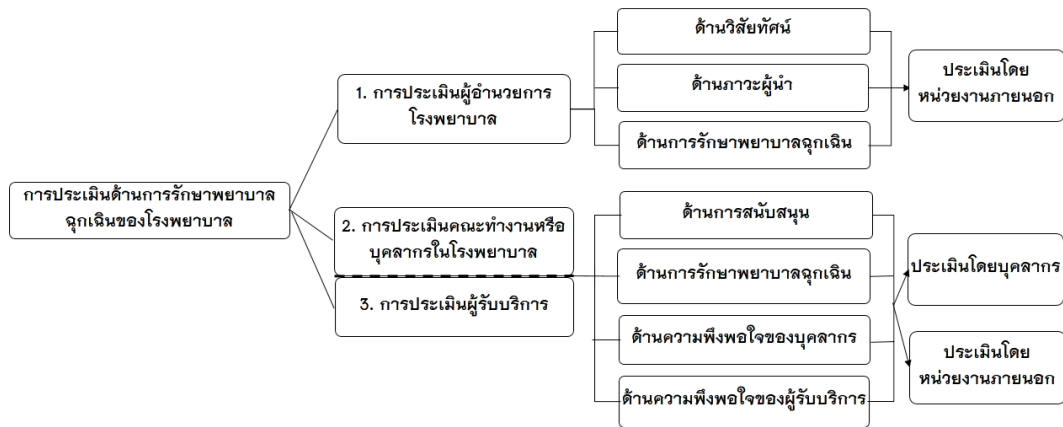 การประเมินด้านการรักษาพยาบาล
ฉุกเฉินของโรงพยาบาล
1. การประเมินผู้อำนวยการ
โรงพยาบาล
ด้านวิสัยทัศน์
ด้านภาวะผู้นำ
ด้านการรักษาพยาบาลฉุกเฉิน
ประเมินโดย
หน่วยงานภายนอก
2. การประเมินคณะทำงานหรือ
บุคลากรในโรงพยาบาล
3. การประเมินผู้รับบริการ
ด้านการสนับสนุน
ด้านการรักษาพยาบาลฉุกเฉิน
ด้านความพึงพอใจของบุคลากร
ด้านความพึงพอใจของผู้รับบริการ
ประเมินโดยบุคลากร
ประเมินโดย
หน่วยงานภายนอก